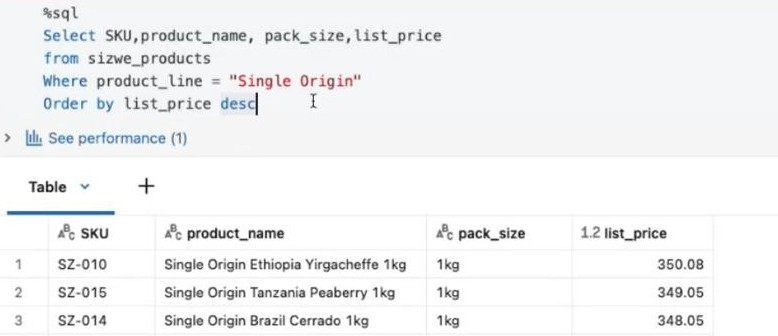 %sql
Select SKU,product_name, pack_size,list_price
from sizwe_products
Where product_line = "Single Origin"
Order by list_price desc
See performance (1)
Table
ABC SKU ABC product_name ABC pack_size 1.2 list_price
1 SZ-010 Single Origin Ethiopia Yirgacheffe 1kg 1kg 350.08
2 SZ-015 Single Origin Tanzania Peaberry 1kg 1kg 349.05
3 SZ-014 Single Origin Brazil Cerrado 1kg 1kg 348.05